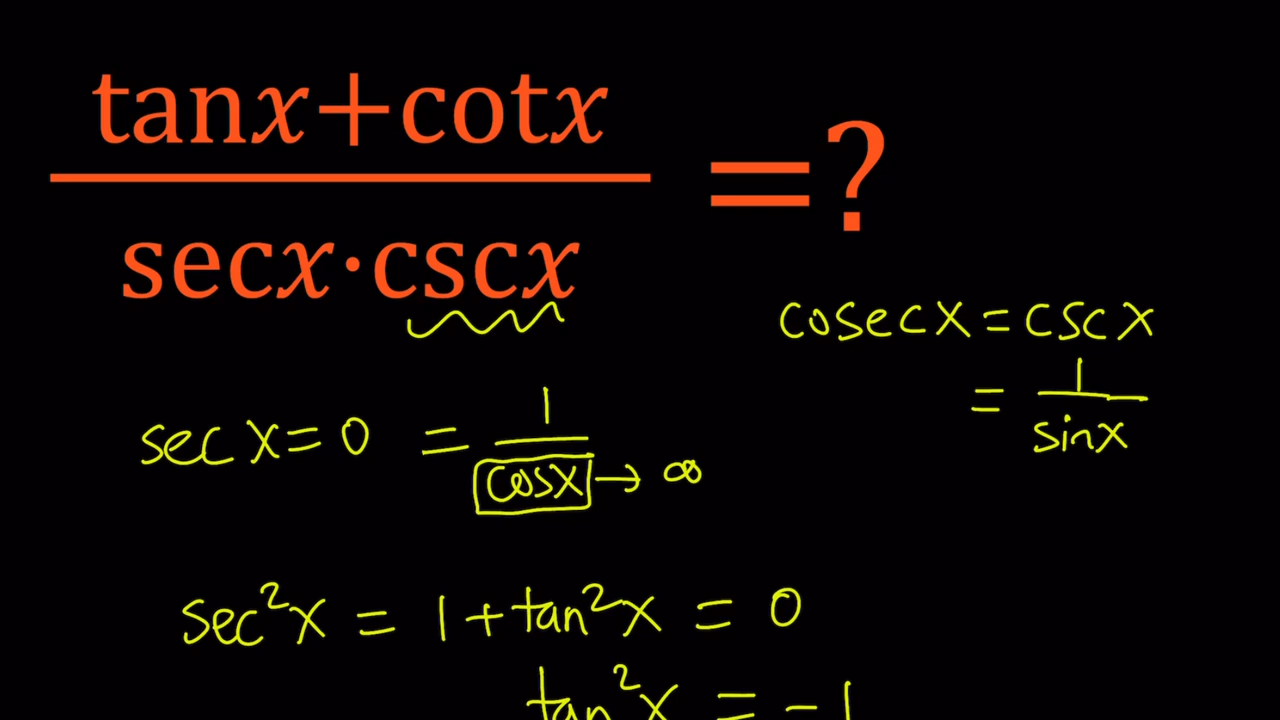 tanx+cotx
secx·cscx
=?
cosecx=cscx
= 1
sinx
secx=0 = 1
cosx → ∞
sec²x = 1+tan²x = 0
tan²x = -1